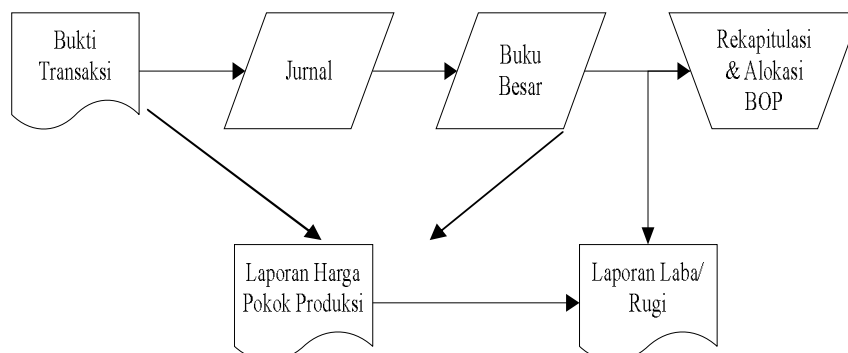 Bukti
Transaksi
Jurnal
Buku
Besar
Rekapitulasi
& Alokasi
BOP
Laporan Harga
Pokok Produksi
Laporan Laba/
Rugi